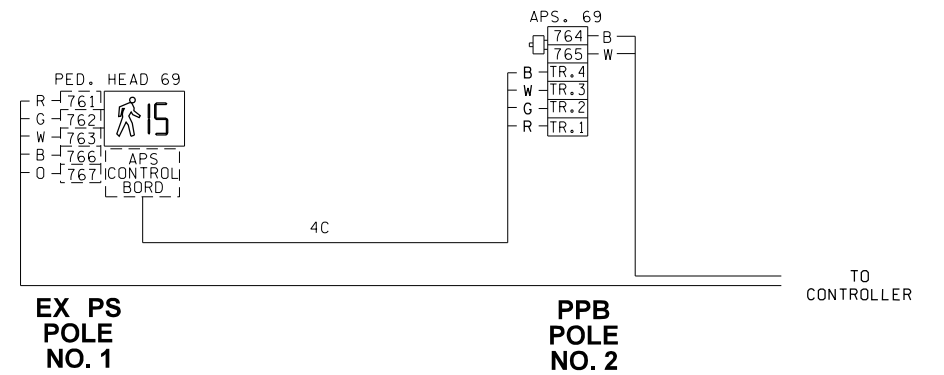 APS. 69
764 B
765 W
B TR.4
W TR.3
G TR.2
R TR.1
PED. HEAD 69
R 761
G 762
W 763
B 766
O 767
15
APS
CONTROL
BORD
4C
TO
CONTROLLER
EX PS
POLE
NO. 1
PPB
POLE
NO. 2